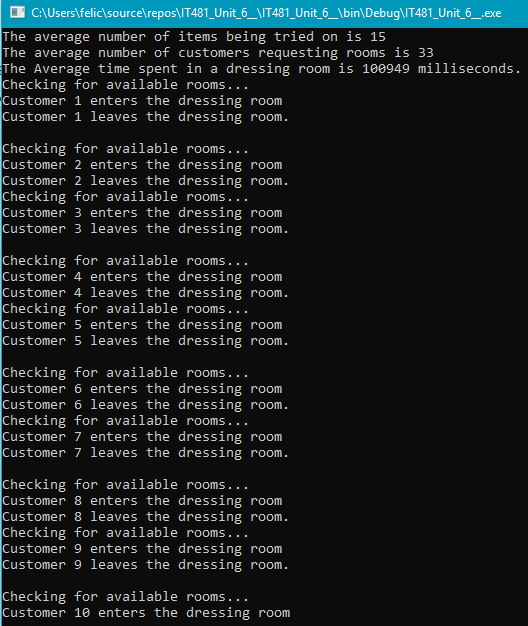 C:\Users\felic\source\repos\IT481_Unit_6__\IT481_Unit_6__\bin\Debug\IT481_Unit_6__.exe
The average number of items being tried on is 15
The average number of customers requesting rooms is 33
The Average time spent in a dressing room is 100949 milliseconds.
Checking for available rooms...
Customer 1 enters the dressing room
Customer 1 leaves the dressing room.
Checking for available rooms...
Customer 2 enters the dressing room
Customer 2 leaves the dressing room.
Checking for available rooms...
Customer 3 enters the dressing room
Customer 3 leaves the dressing room.
Checking for available rooms...
Customer 4 enters the dressing room
Customer 4 leaves the dressing room.
Checking for available rooms...
Customer 5 enters the dressing room
Customer 5 leaves the dressing room.
Checking for available rooms...
Customer 6 enters the dressing room
Customer 6 leaves the dressing room.
Checking for available rooms...
Customer 7 enters the dressing room
Customer 7 leaves the dressing room.
Checking for available rooms...
Customer 8 enters the dressing room
Customer 8 leaves the dressing room.
Checking for available rooms...
Customer 9 enters the dressing room
Customer 9 leaves the dressing room.
Checking for available rooms...
Customer 10 enters the dressing room